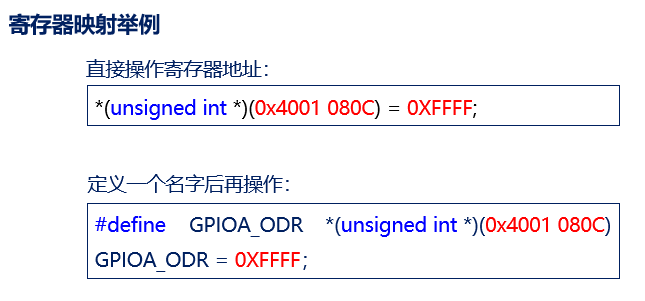 寄存器映射举例
直接操作寄存器地址：
*(unsigned int *)(0x4001 080C) = 0XFFFF;
定义一个名字后再操作：
#define GPIOA_ODR *(unsigned int *)(0x4001 080C)
GPIOA_ODR = 0XFFFF；